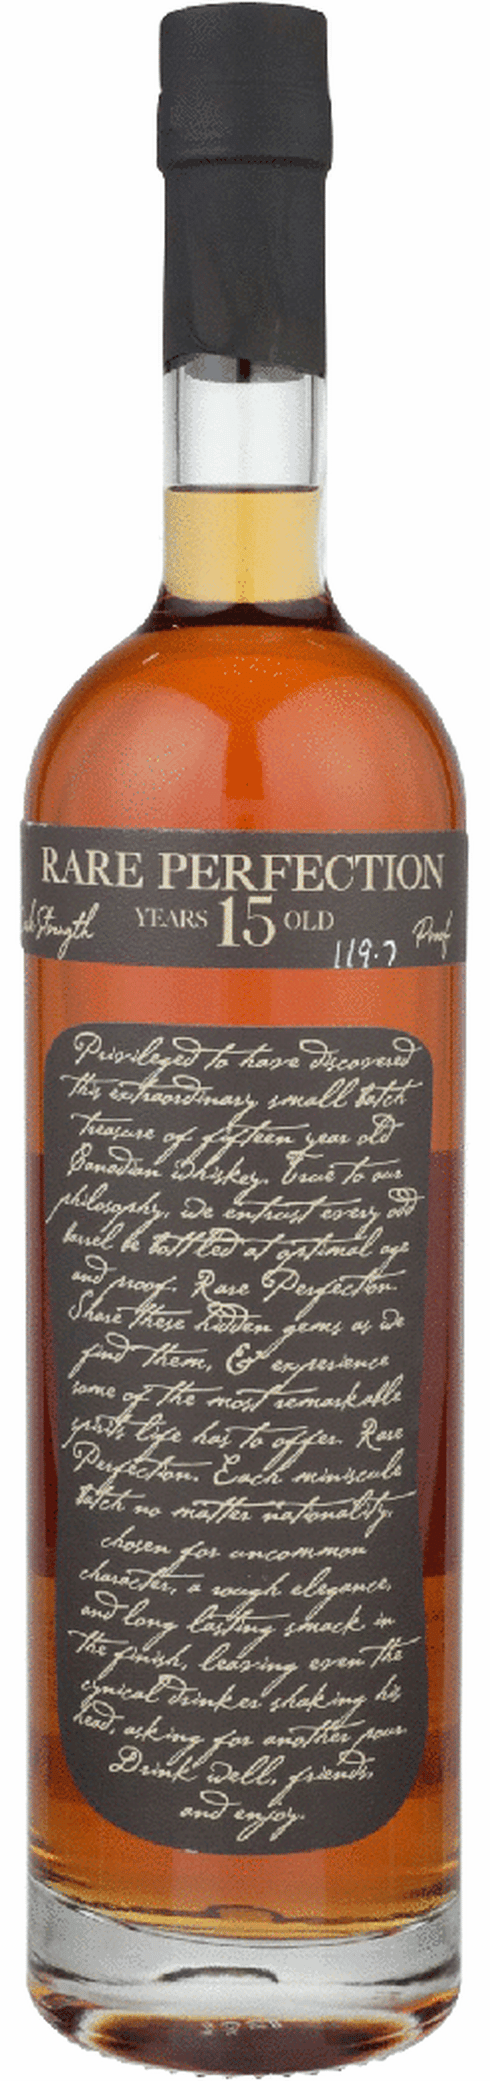 RARE PERFECTION
YEARS 15 OLD
Strength
119.7 Proof
Privileged to have discovered
this extraordinary small batch
treasure of fifteen year old
Canadian Whiskey. True to our
philosophy, we entrust every odd
barrel be bottled at optimal age
and proof. Rare Perfection.
Share these hidden gems as we
find them, & experience
some of the most remarkable
spirits life has to offer. Rare
Perfection. Each miniscule
batch no matter nationality,
chosen for uncommon
character, a rough elegance,
and long lasting smack in
the finish, leaving even the
cynical drinker shaking his
head, asking for another pour.
Drink well, friends,
and enjoy.